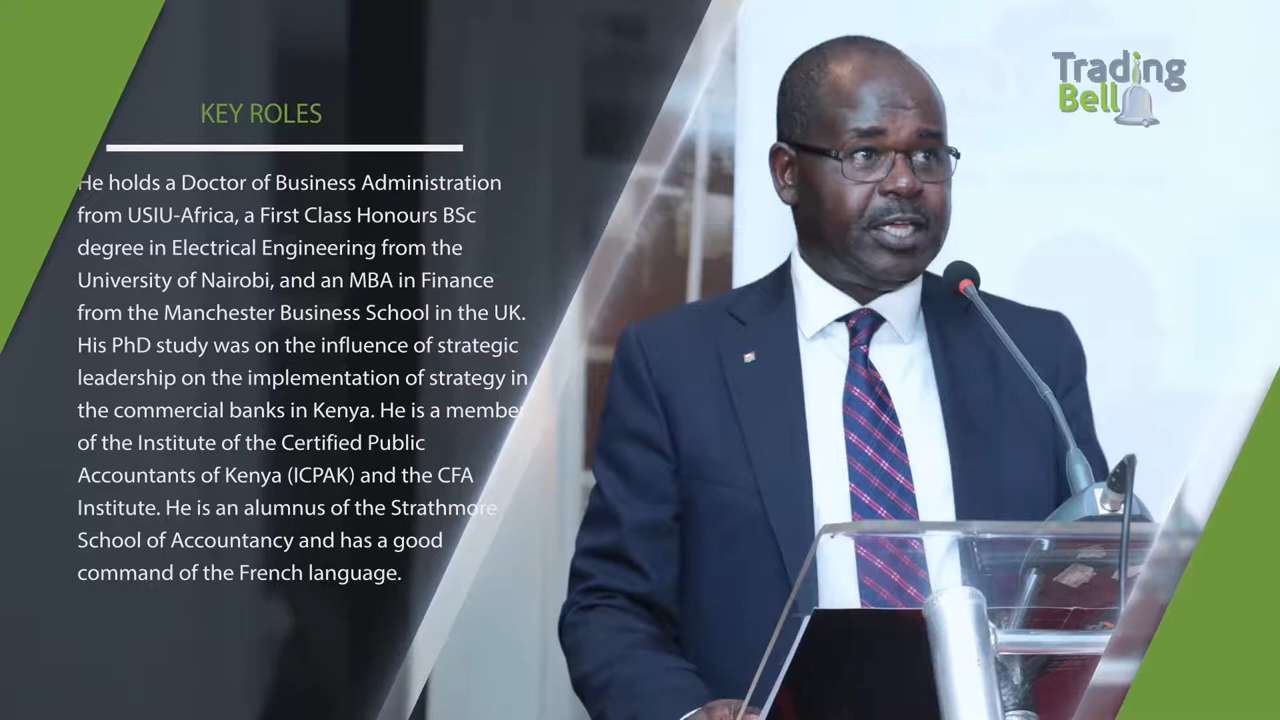 Trading
Bell
KEY ROLES
He holds a Doctor of Business Administration
from USIU-Africa, a First Class Honours BSc
degree in Electrical Engineering from the
University of Nairobi, and an MBA in Finance
from the Manchester Business School in the UK.
His PhD study was on the influence of strategic
leadership on the implementation of strategy in
the commercial banks in Kenya. He is a member
of the Institute of the Certified Public
Accountants of Kenya (ICPAK) and the CFA
Institute. He is an alumnus of the Strathmore
School of Accountancy and has a good
command of the French language.